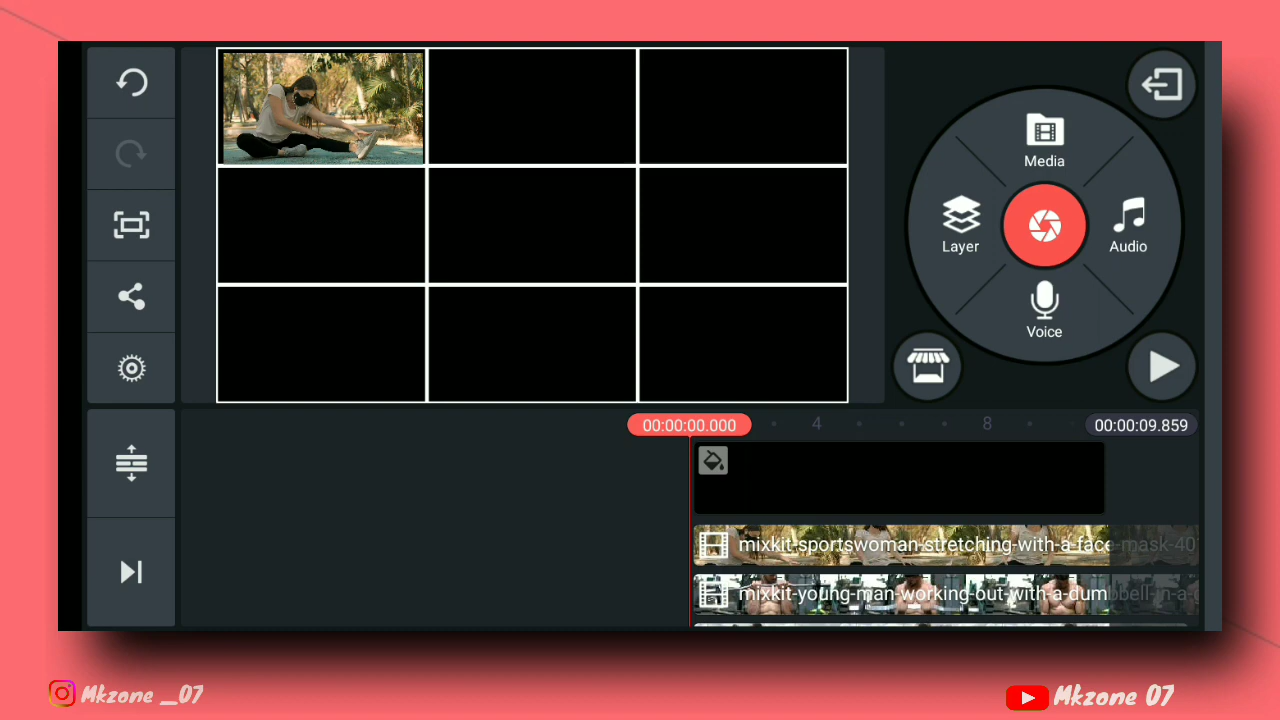 Media
Layer
Audio
Voice
00:00:00.000
4
8
00:00:09.859
mixkit-sportswoman-stretching-with-a-face-mask-40
mixkit-young-man-working-out-with-a-dumbbell-in-a-g
Mkzone _07
Mkzone 07